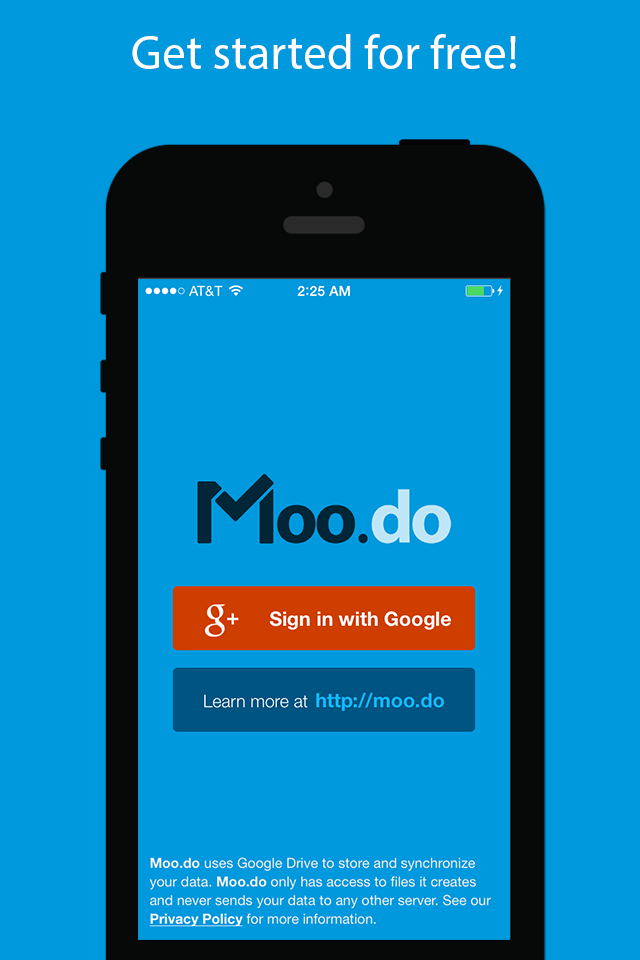 Get started for free!
AT&T 2:25 AM
Moo.do
g+ Sign in with Google
Learn more at http://moo.do
Moo.do uses Google Drive to store and synchronize
your data. Moo.do only has access to files it creates
and never sends your data to any other server. See our
Privacy Policy for more information.